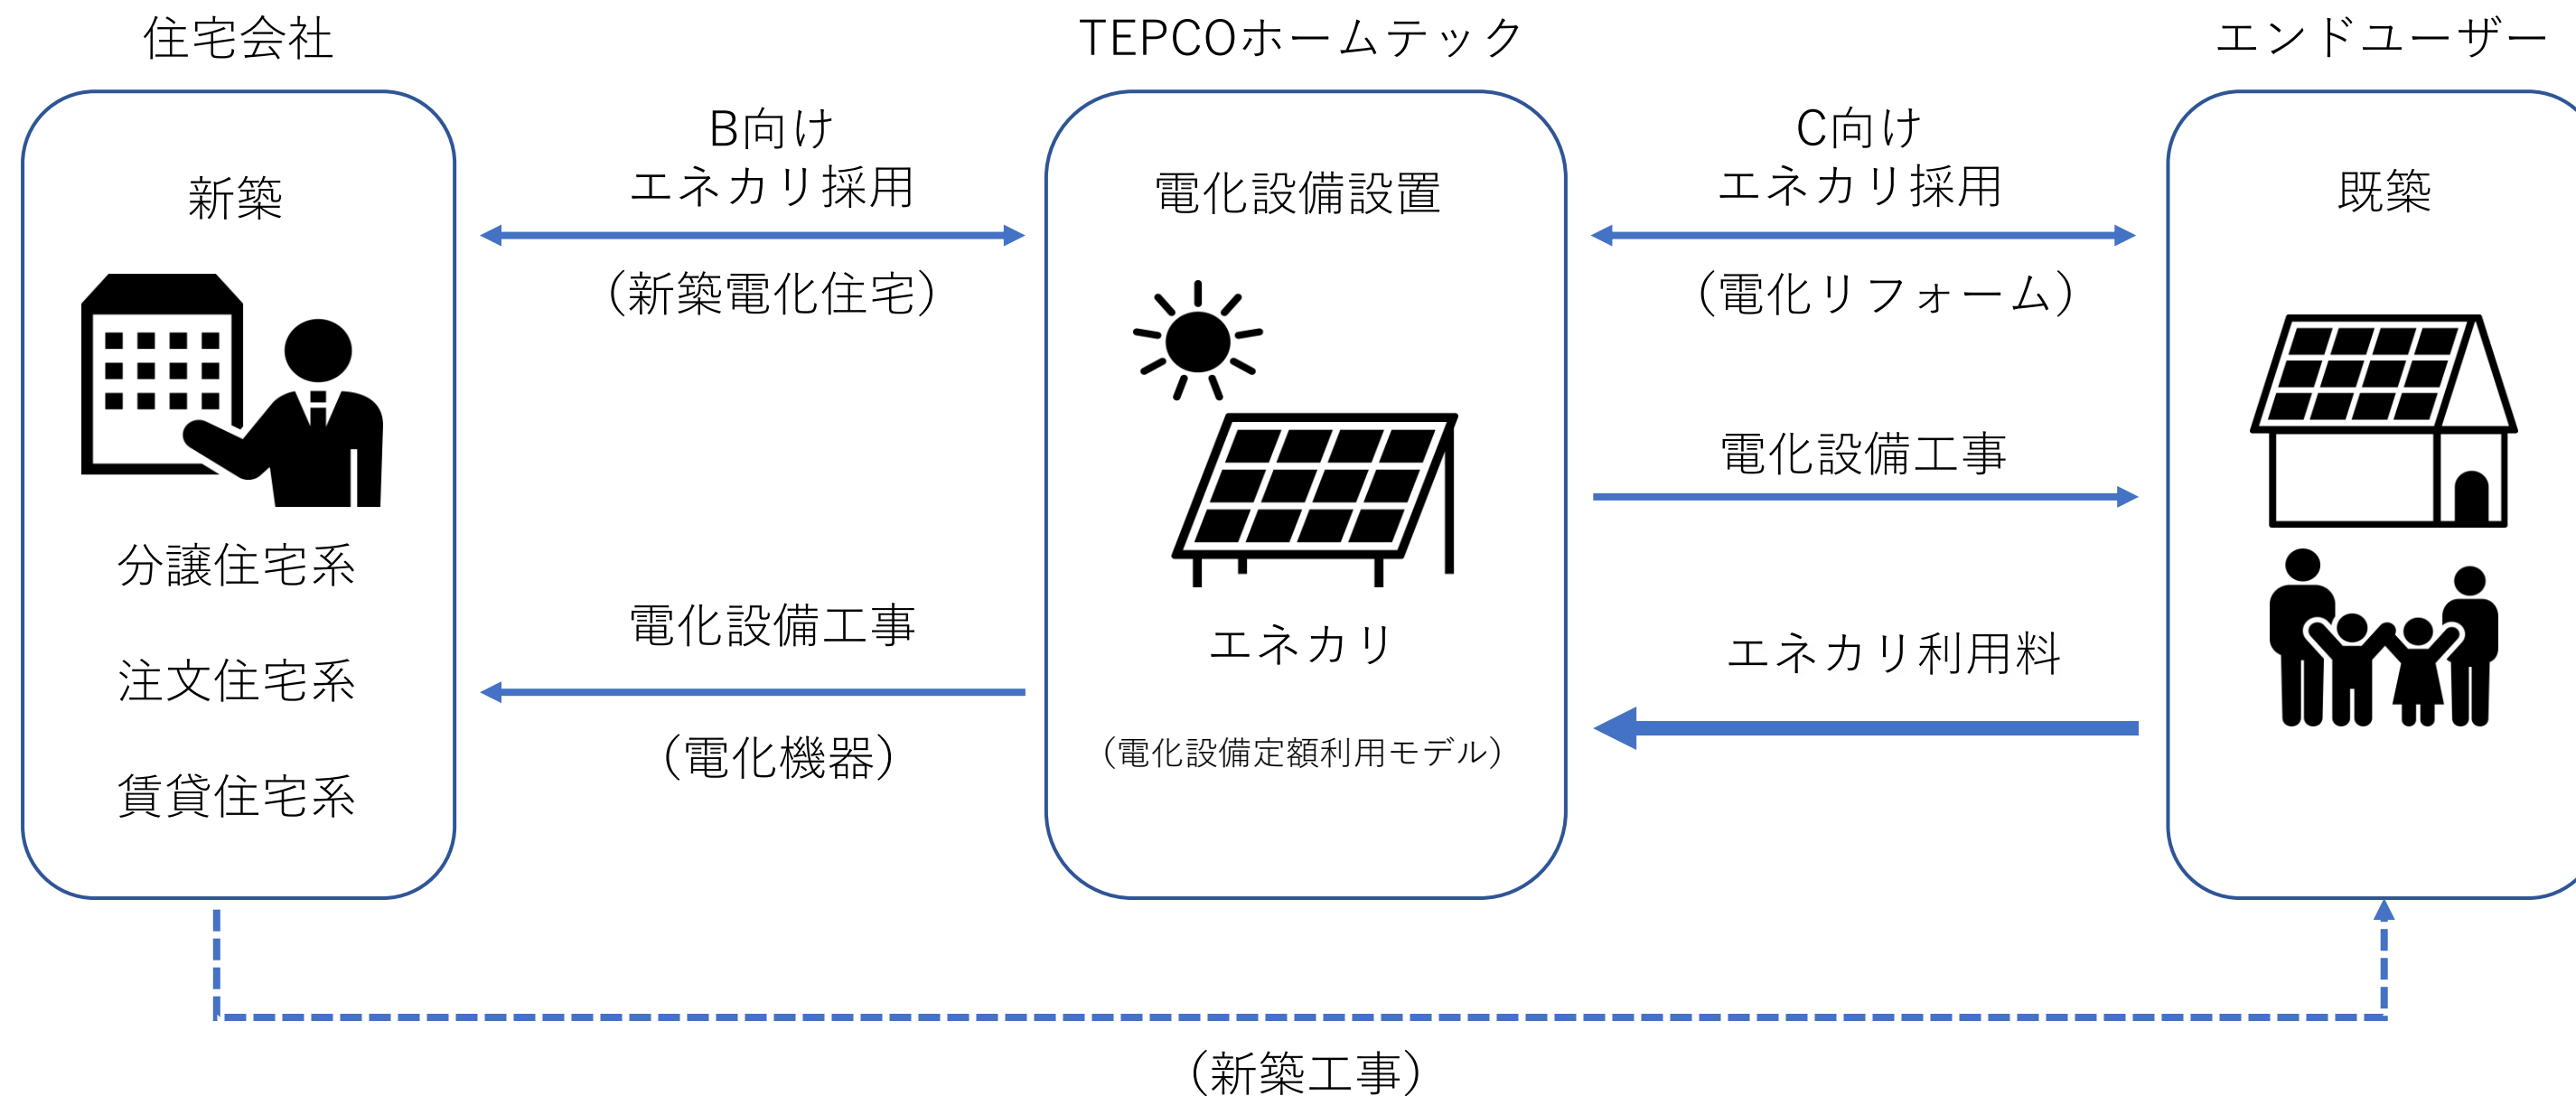 住宅会社
新築
分譲住宅系
注文住宅系
賃貸住宅系
B向け
エネカリ採用
（新築電化住宅）
電化設備工事
（電化機器）
TEPCOホームテック
電化設備設置
エネカリ
（電化設備定額利用モデル）
C向け
エネカリ採用
（電化リフォーム）
電化設備工事
エネカリ利用料
エンドユーザー
既築
（新築工事）